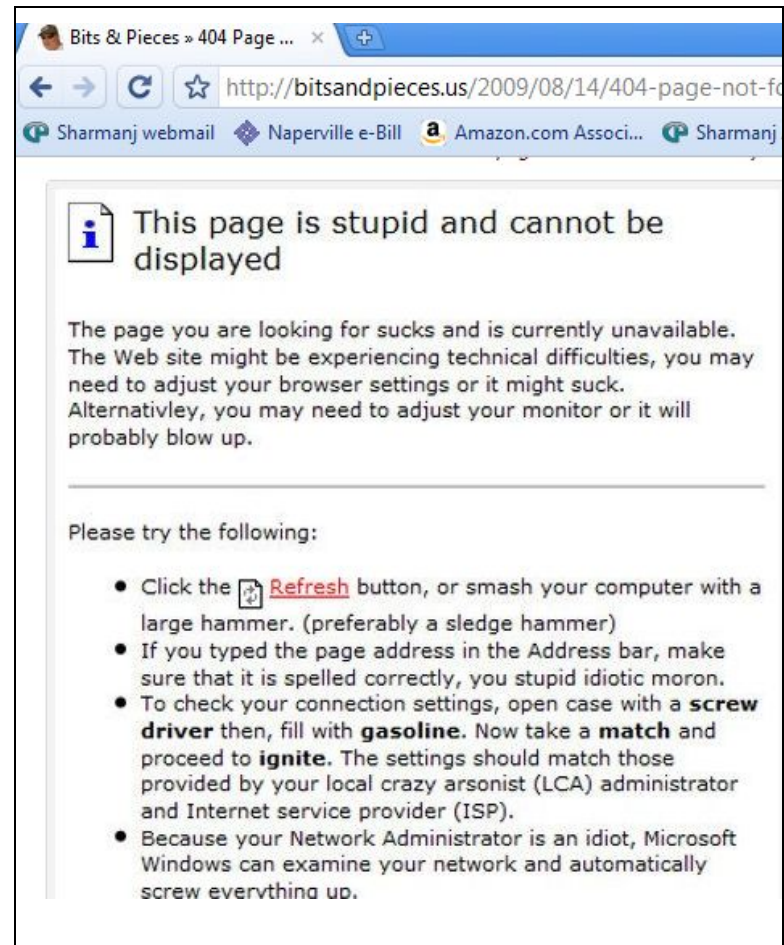 Bits & Pieces » 404 Page ...
http://bitsandpieces.us/2009/08/14/404-page-not-fo
Sharmanj webmail Naperville e-Bill Amazon.com Associ... Sharmanj
This page is stupid and cannot be
displayed
The page you are looking for sucks and is currently unavailable.
The Web site might be experiencing technical difficulties, you may
need to adjust your browser settings or it might suck.
Alternativley, you may need to adjust your monitor or it will
probably blow up.
Please try the following:
• Click the Refresh button, or smash your computer with a
large hammer. (preferably a sledge hammer)
• If you typed the page address in the Address bar, make
sure that it is spelled correctly, you stupid idiotic moron.
• To check your connection settings, open case with a screw
driver then, fill with gasoline. Now take a match and
proceed to ignite. The settings should match those
provided by your local crazy arsonist (LCA) administrator
and Internet service provider (ISP).
• Because your Network Administrator is an idiot, Microsoft
Windows can examine your network and automatically
screw everything up.